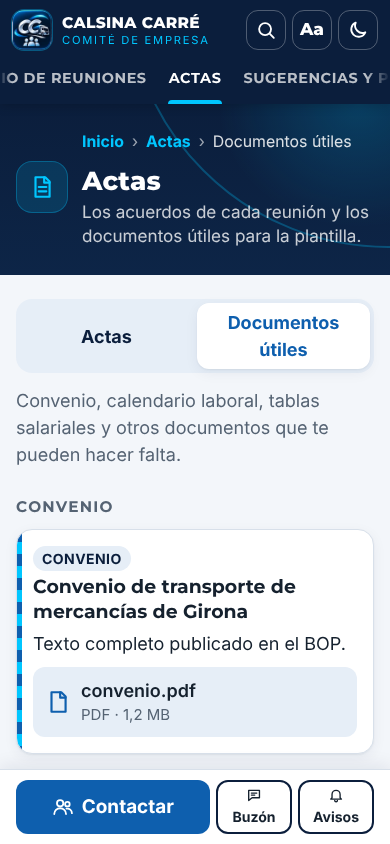 CALSINA CARRÉ
COMITÉ DE EMPRESA
Aa
IO DE REUNIONES
ACTAS
SUGERENCIAS Y P
Inicio › Actas › Documentos útiles
Actas
Los acuerdos de cada reunión y los
documentos útiles para la plantilla.
Actas
Documentos
útiles
Convenio, calendario laboral, tablas
salariales y otros documentos que te
pueden hacer falta.
CONVENIO
CONVENIO
Convenio de transporte de
mercancías de Girona
Texto completo publicado en el BOP.
convenio.pdf
PDF · 1,2 MB
Contactar
Buzón
Avisos